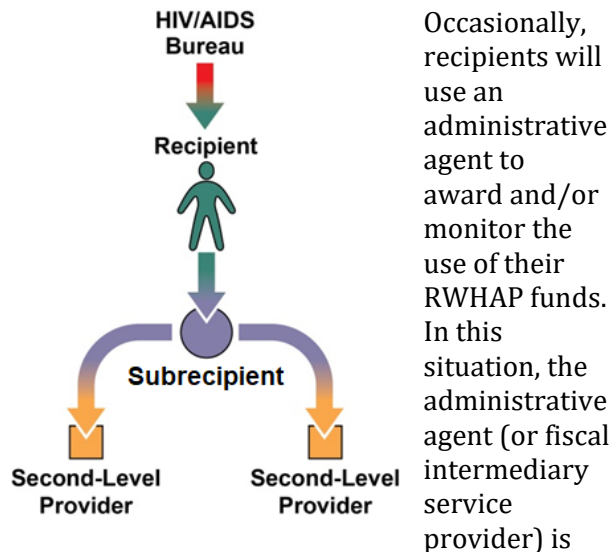 HIV/AIDS
Bureau
Recipient
Subrecipient
Second-Level
Provider
Second-Level
Provider
Occasionally,
recipients will
use an
administrative
agent to
award and/or
monitor the
use of their
RWHAP funds.
In this
situation, the
administrative
agent (or fiscal
intermediary
service
provider) is